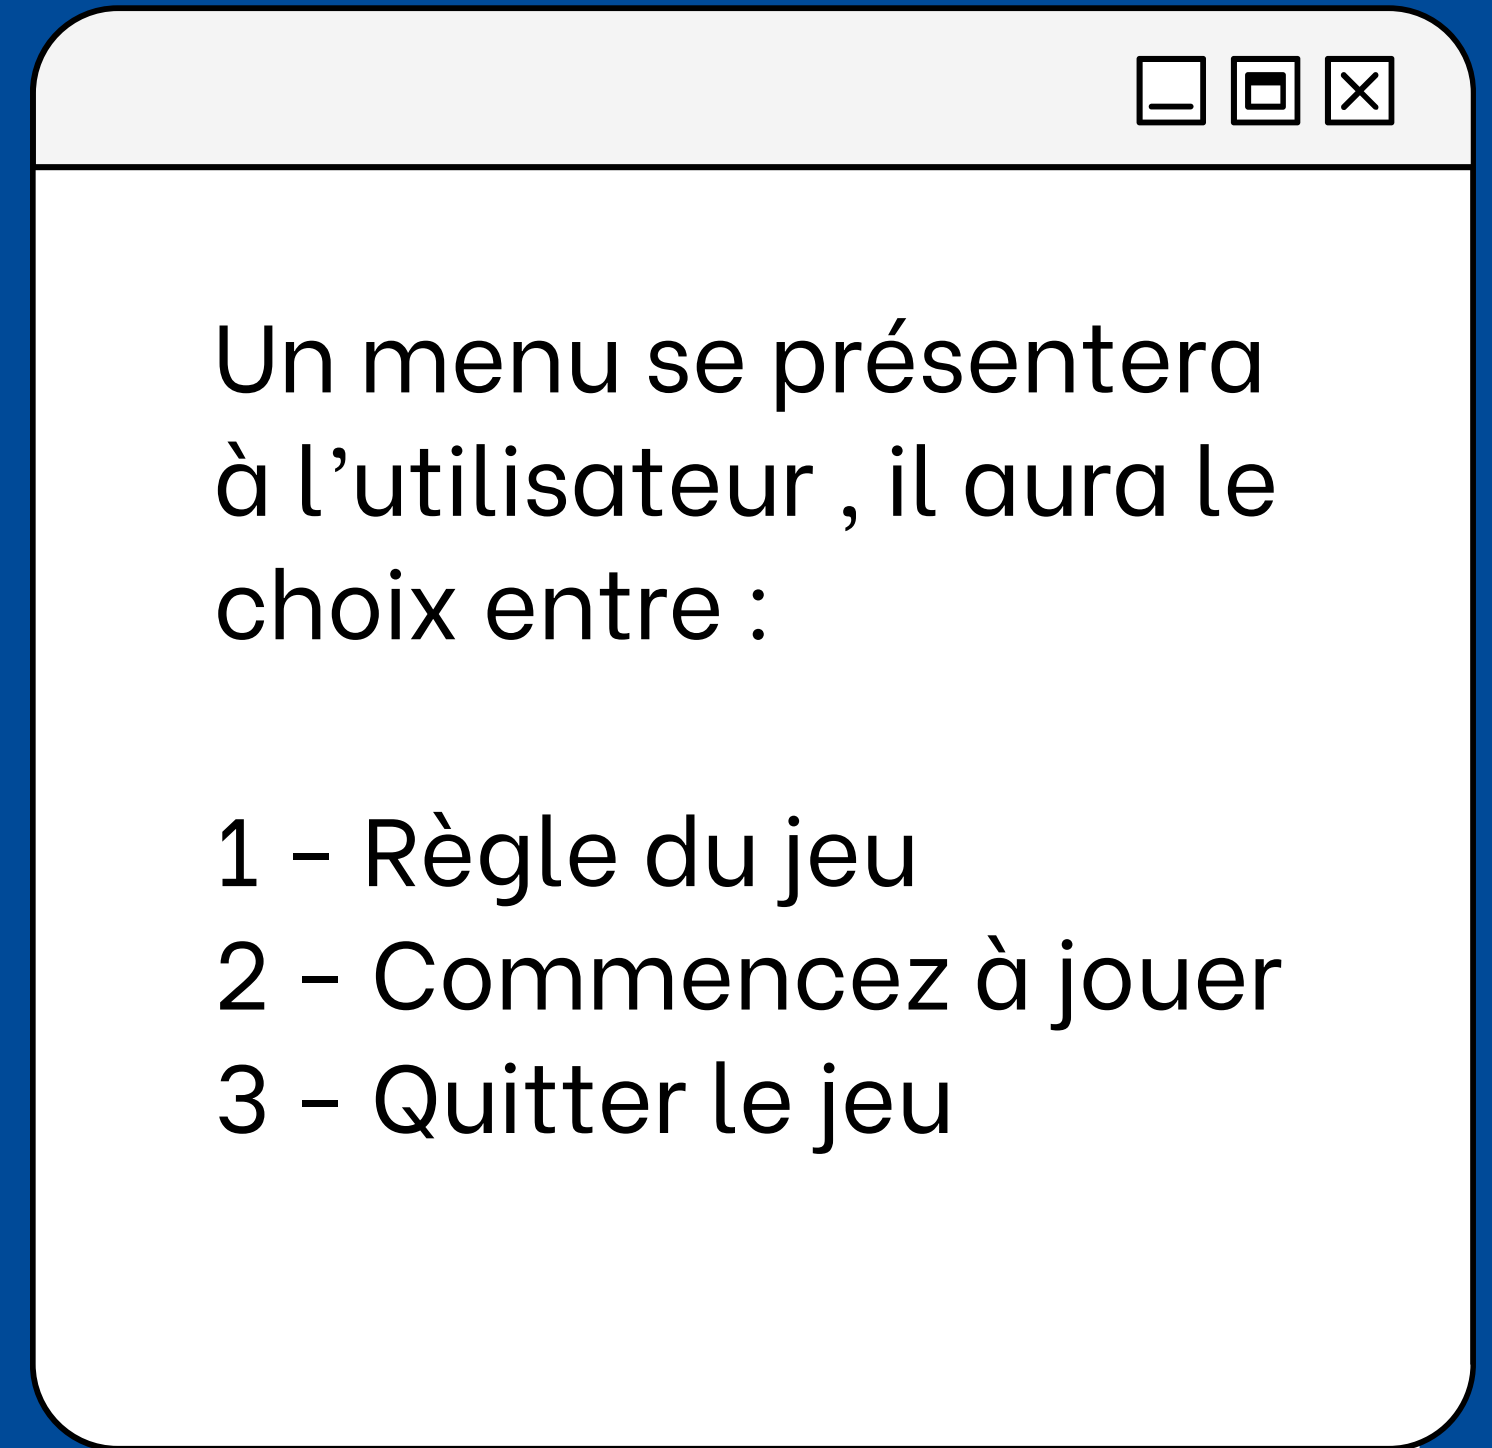 Un menu se présentera
à l’utilisateur , il aura le
choix entre :
1 – Règle du jeu
2 – Commencez à jouer
3 – Quitter le jeu